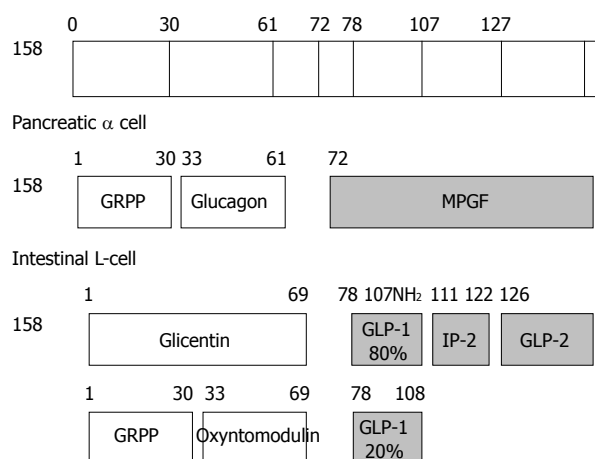 0 30 61 72 78 107 127
158
Pancreatic α cell
1 30 33 61 72
158 GRPP Glucagon MPGF
Intestinal L-cell
1 69 78 107NH₂ 111 122 126
158 Glicentin GLP-1 80% IP-2 GLP-2
1 30 33 69 78 108
GRPP Oxyntomodulin GLP-1 20%